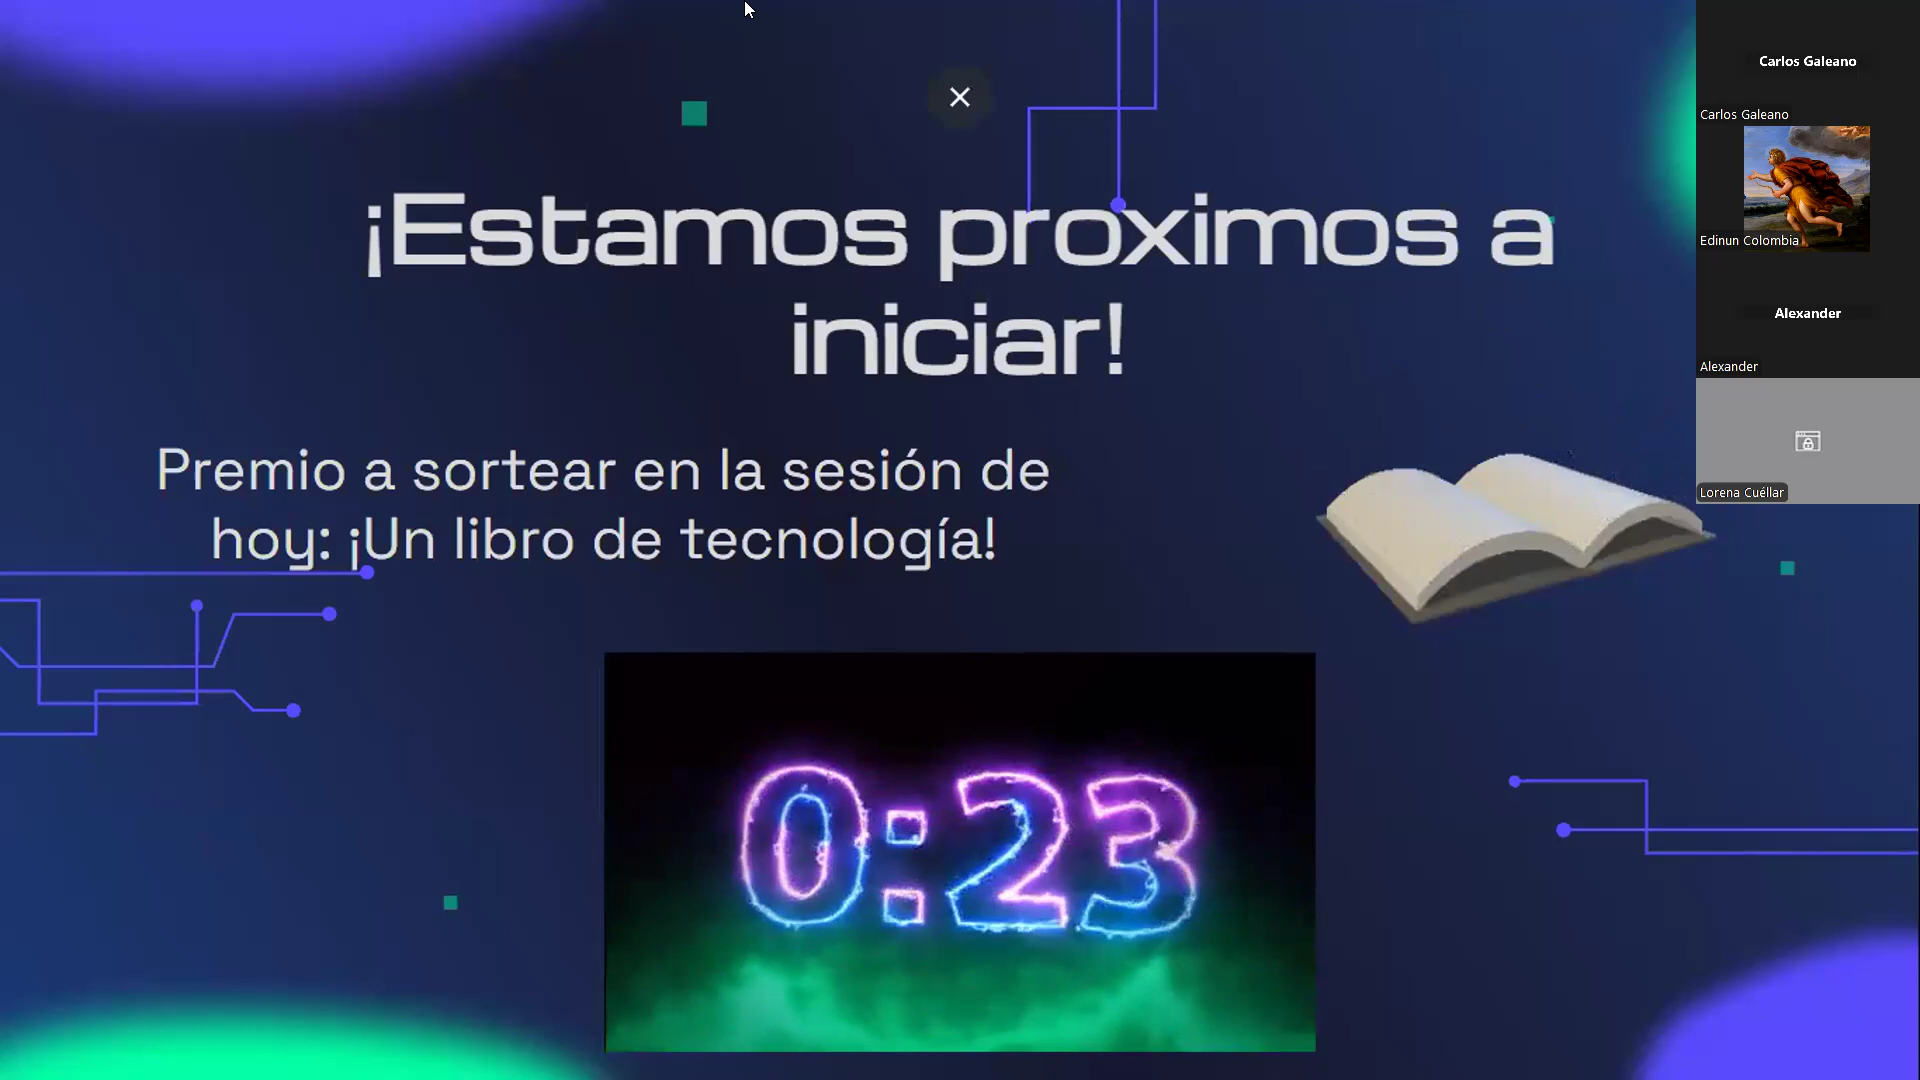 ¡Estamos proximos a
iniciar!
Premio a sortear en la sesión de
hoy: ¡Un libro de tecnología!
0:23
Carlos Galeano
Carlos Galeano
Edinun Colombia
Alexander
Alexander
Lorena Cuéllar